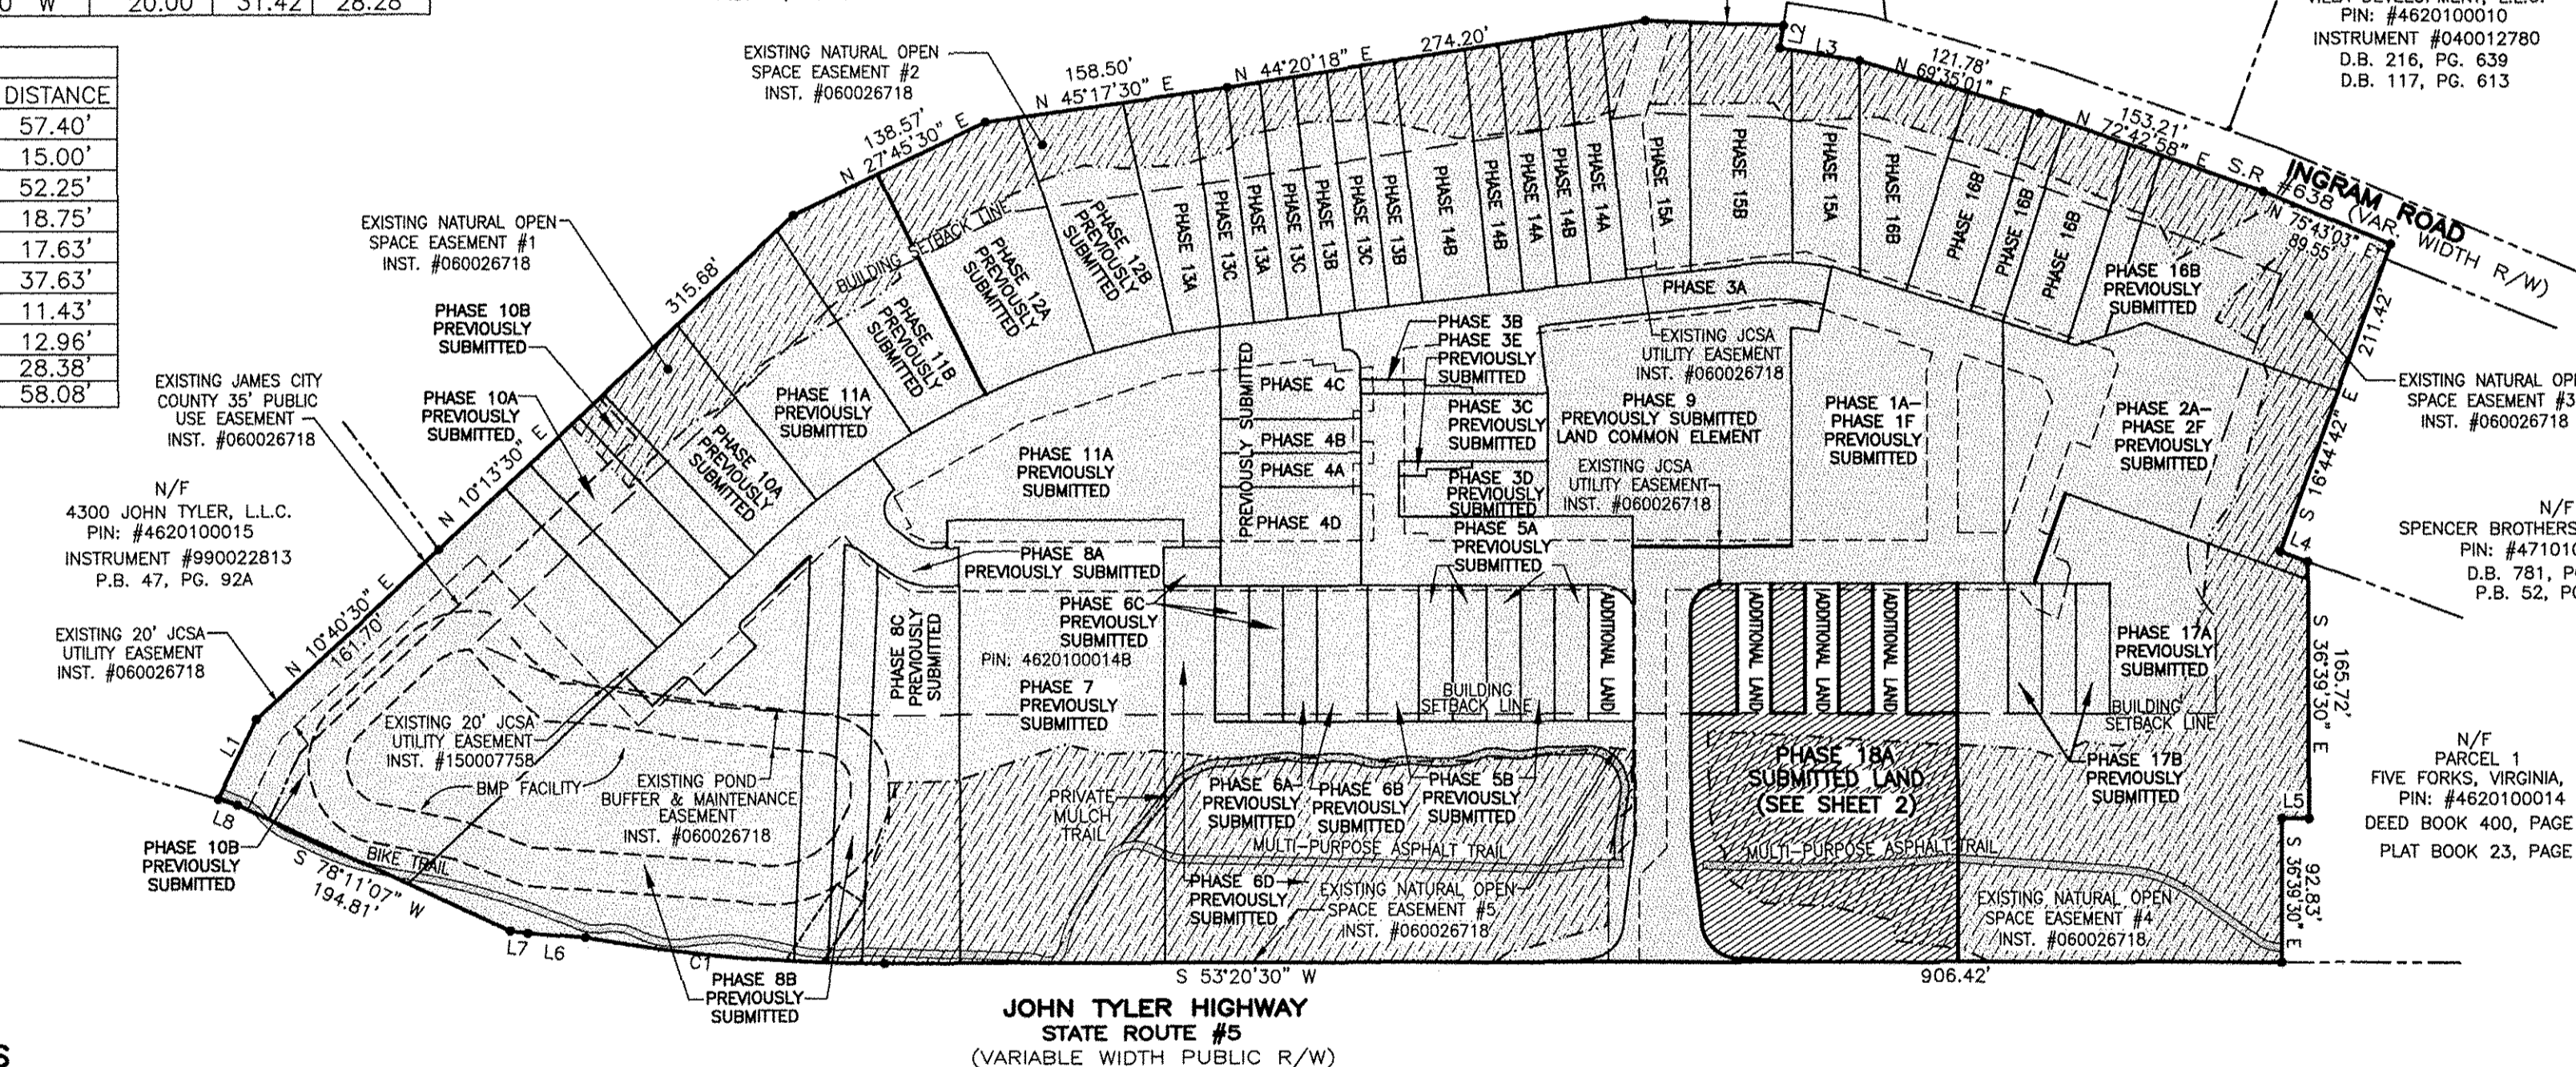 W 20.00 31.42 28.28
DISTANCE
57.40'
15.00'
52.25'
18.75'
17.63'
37.63'
11.43'
12.96'
28.38'
58.08'
PIN: #4620100010
INSTRUMENT #040012780
D.B. 216, PG. 639
D.B. 117, PG. 613
EXISTING NATURAL OPEN
SPACE EASEMENT #2
INST. #060026718
158.50'
N 45°17'30" E
N 44°20'18" E
274.20'
L3
121.78'
N 69°35'01" E
153.21'
N 72°42'58" E
S.R #638 (VAR. WIDTH R/W)
INGRAM ROAD
N 75°43'03" E
89.55'
138.57'
N 27°45'30" E
EXISTING NATURAL OPEN
SPACE EASEMENT #1
INST. #060026718
315.68'
N 10°13'30" E
BUILDING SETBACK LINE
PHASE 10B
PREVIOUSLY
SUBMITTED
PHASE 10A
PREVIOUSLY
SUBMITTED
PHASE 10A
PREVIOUSLY
SUBMITTED
PHASE 11A
PREVIOUSLY
SUBMITTED
PHASE 11B
PREVIOUSLY
SUBMITTED
PHASE 12A
PREVIOUSLY
SUBMITTED
PHASE 12B
PREVIOUSLY
SUBMITTED
PHASE 13A
PHASE 13C
PHASE 13A
PHASE 13C
PHASE 13B
PHASE 13C
PHASE 13B
PHASE 14B
PHASE 14B
PHASE 14A
PHASE 14B
PHASE 14A
PHASE 15A
PHASE 15B
PHASE 15A
PHASE 16B
PHASE 16B
PHASE 16B
PHASE 16B
PHASE 16B
PREVIOUSLY
SUBMITTED
211.42'
S 16°44'42" E
EXISTING NATURAL OPE
SPACE EASEMENT #3
INST. #060026718
EXISTING JAMES CITY
COUNTY 35' PUBLIC
USE EASEMENT
INST. #060026718
N/F
4300 JOHN TYLER, L.L.C.
PIN: #4620100015
INSTRUMENT #990022813
P.B. 47, PG. 92A
EXISTING 20' JCSA
UTILITY EASEMENT
INST. #060026718
N 10°40'30" E
161.70'
L1
PHASE 3A
PHASE 3B
PHASE 3E
PREVIOUSLY
SUBMITTED
EXISTING JCSA
UTILITY EASEMENT
INST. #060026718
PHASE 11A
PREVIOUSLY
SUBMITTED
PREVIOUSLY SUBMITTED
PHASE 4C
PHASE 4B
PHASE 4A
PHASE 4D
PHASE 3C
PREVIOUSLY
SUBMITTED
PHASE 3D
PREVIOUSLY
SUBMITTED
PHASE 9
PREVIOUSLY SUBMITTED
LAND COMMON ELEMENT
EXISTING JCSA
UTILITY EASEMENT
INST. #060026718
PHASE 1A-
PHASE 1F
PREVIOUSLY
SUBMITTED
PHASE 2A-
PHASE 2F
PREVIOUSLY
SUBMITTED
L4
N/F
SPENCER BROTHERS
D.B. 781,
P.B. 52,
PHASE 5A
PREVIOUSLY
SUBMITTED
PHASE 8A
PREVIOUSLY SUBMITTED
PHASE 6C
PREVIOUSLY
SUBMITTED
PIN: 4620100014B
PHASE 7
PREVIOUSLY
SUBMITTED
PHASE 8C
PREVIOUSLY
SUBMITTED
ADDITIONAL LAND
ADDITIONAL LAND
ADDITIONAL LAND
ADDITIONAL LAND
BUILDING
SETBACK LINE
PHASE 17A
PREVIOUSLY
SUBMITTED
BUILDING
SETBACK LINE
PHASE 17B
PREVIOUSLY
SUBMITTED
S 36°39'30" E
165.72'
L5
S 36°39'30" E
92.83'
N/F
PARCEL 1
FIVE FORKS, VIRGINIA,
PIN: #4620100014
DEED BOOK 400, PAGE
PLAT BOOK 23, PAGE
EXISTING 20' JCSA
UTILITY EASEMENT
INST. #150007758
BMP FACILITY
EXISTING POND
BUFFER & MAINTENANCE
EASEMENT
INST. #060026718
PRIVATE
MULCH
TRAIL
PHASE 6A
PREVIOUSLY
SUBMITTED
PHASE 6B
PREVIOUSLY
SUBMITTED
PHASE 5B
PREVIOUSLY
SUBMITTED
MULTI-PURPOSE ASPHALT TRAIL
PHASE 18A
SUBMITTED LAND
(SEE SHEET 2)
MULTI-PURPOSE ASPHALT TRAIL
PHASE 6D
PREVIOUSLY
SUBMITTED
EXISTING NATURAL OPEN
SPACE EASEMENT #5
INST. #060026718
EXISTING NATURAL OPEN
SPACE EASEMENT #4
INST. #060026718
L8
PHASE 10B
PREVIOUSLY
SUBMITTED
BIKE TRAIL
S 78°11'07" W
194.81'
L7
L6
C1
PHASE 8B
PREVIOUSLY
SUBMITTED
S 53°20'30" W
906.42'
JOHN TYLER HIGHWAY
STATE ROUTE #5
(VARIABLE WIDTH PUBLIC R/W)
S